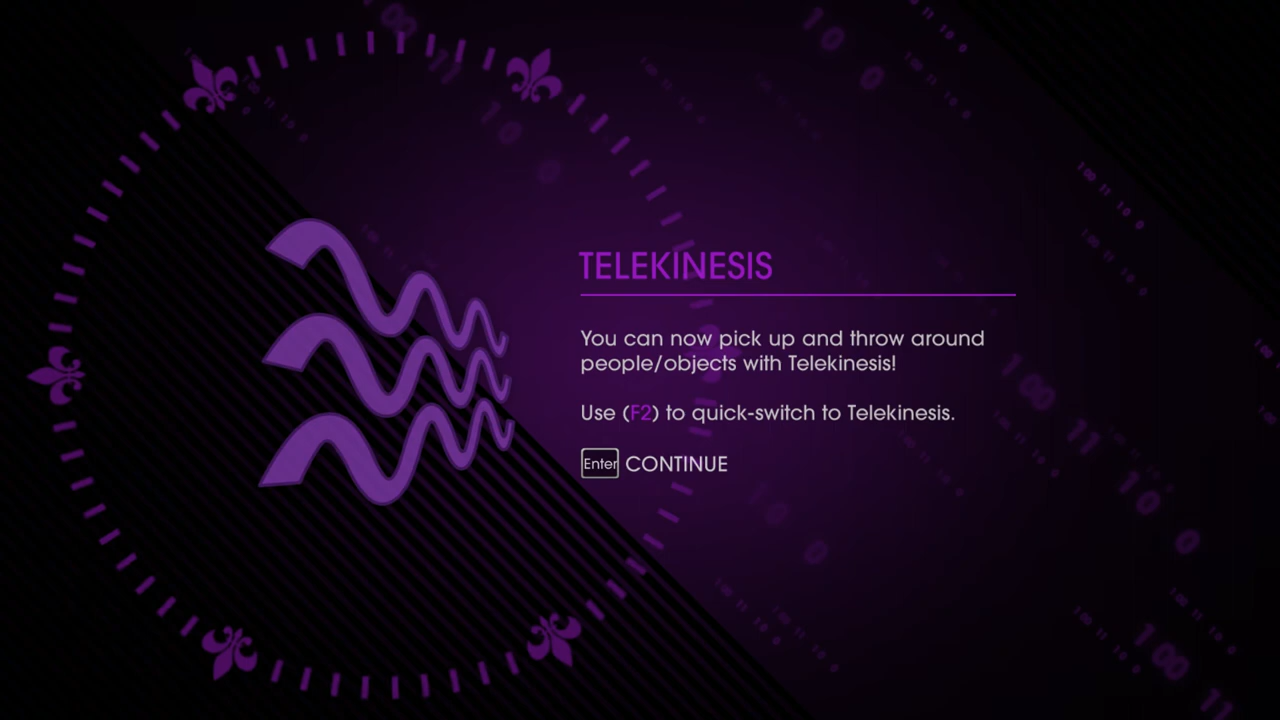 TELEKINESIS
You can now pick up and throw around
people/objects with Telekinesis!
Use (F2) to quick-switch to Telekinesis.
Enter CONTINUE